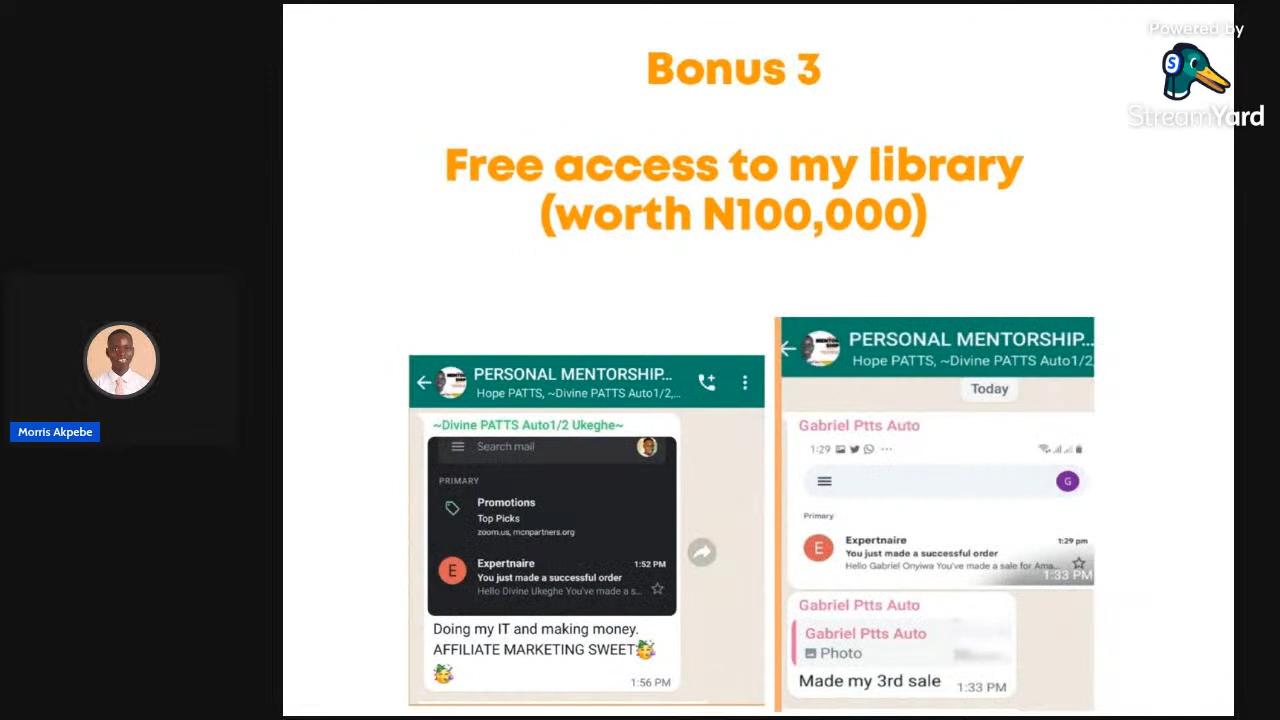 Powered by
StreamYard
Bonus 3
Free access to my library
(worth N100,000)
Morris Akpebe
PERSONAL MENTORSHIP...
Hope PATTS, ~Divine PATTS Auto1/2,...
~Divine PATTS Auto1/2 Ukeghe~
Search mail
PRIMARY
Promotions
Top Picks
zoom.us, mcnpartners.org
E
Expertnaire 1:52 PM
You just made a successful order
Hello Divine Ukeghe You've made a s...
Doing my IT and making money.
AFFILIATE MARKETING SWEET🥳
🥳
1:56 PM
PERSONAL MENTORSHIP...
Hope PATTS, ~Divine PATTS Auto1/2
Today
Gabriel Ptts Auto
1:29
G
Primary
E
Expertnaire 1:29 pm
You just made a successful order
Hello Gabriel Onyiwa You've made a sale for Ama...
1:33 PM
Gabriel Ptts Auto
Gabriel Ptts Auto
Photo
Made my 3rd sale 1:33 PM